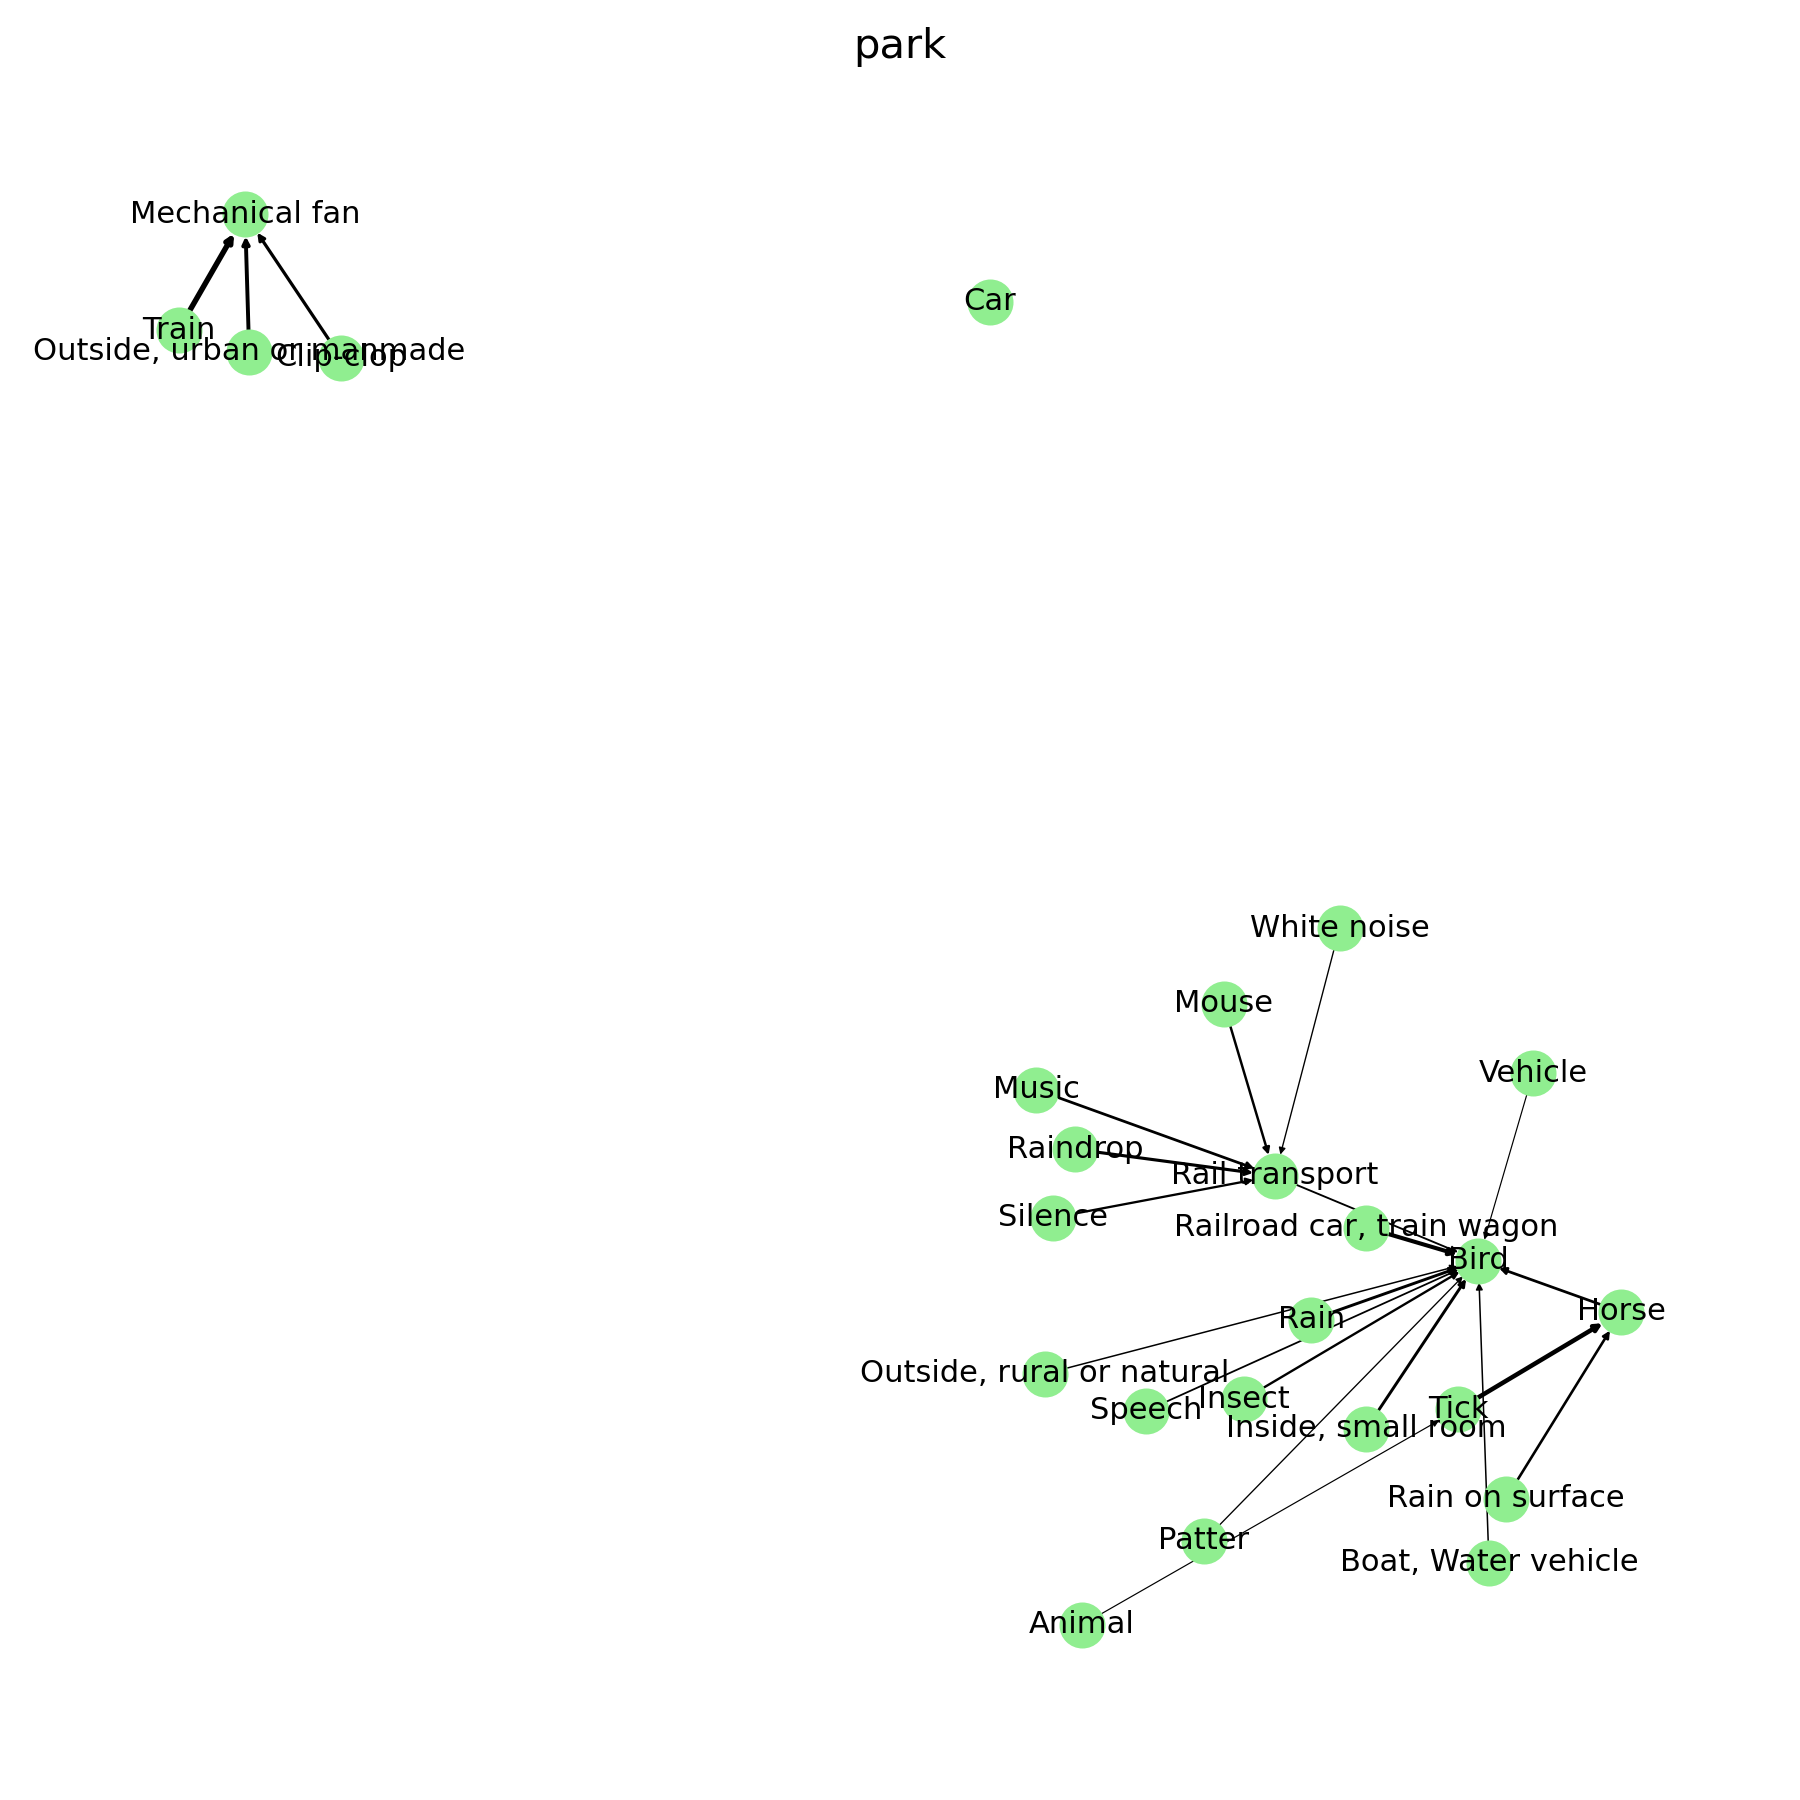 park
Mechanical fan
Car
Train
Outside, urban or manmade
Clip-clop
White noise
Mouse
Vehicle
Music
Raindrop
Rail transport
Silence
Railroad car, train wagon
Bird
Horse
Rain
Outside, rural or natural
Insect
Speech
Tick
Inside, small room
Rain on surface
Patter
Boat, Water vehicle
Animal